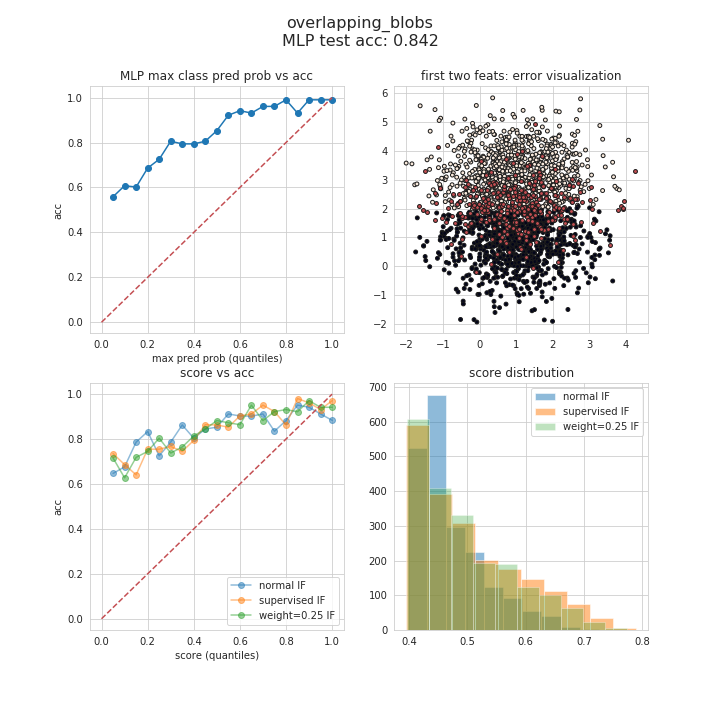 overlapping_blobs
MLP test acc: 0.842
MLP max class pred prob vs acc
1.0
0.8
0.6
0.4
0.2
0.0
acc
0.0 0.2 0.4 0.6 0.8 1.0
max pred prob (quantiles)
first two feats: error visualization
6
5
4
3
2
1
0
−1
−2
−2 −1 0 1 2 3 4
score vs acc
1.0
0.8
0.6
0.4
0.2
0.0
acc
normal IF
supervised IF
weight=0.25 IF
0.0 0.2 0.4 0.6 0.8 1.0
score (quantiles)
score distribution
700
600
500
400
300
200
100
0
normal IF
supervised IF
weight=0.25 IF
0.4 0.5 0.6 0.7 0.8